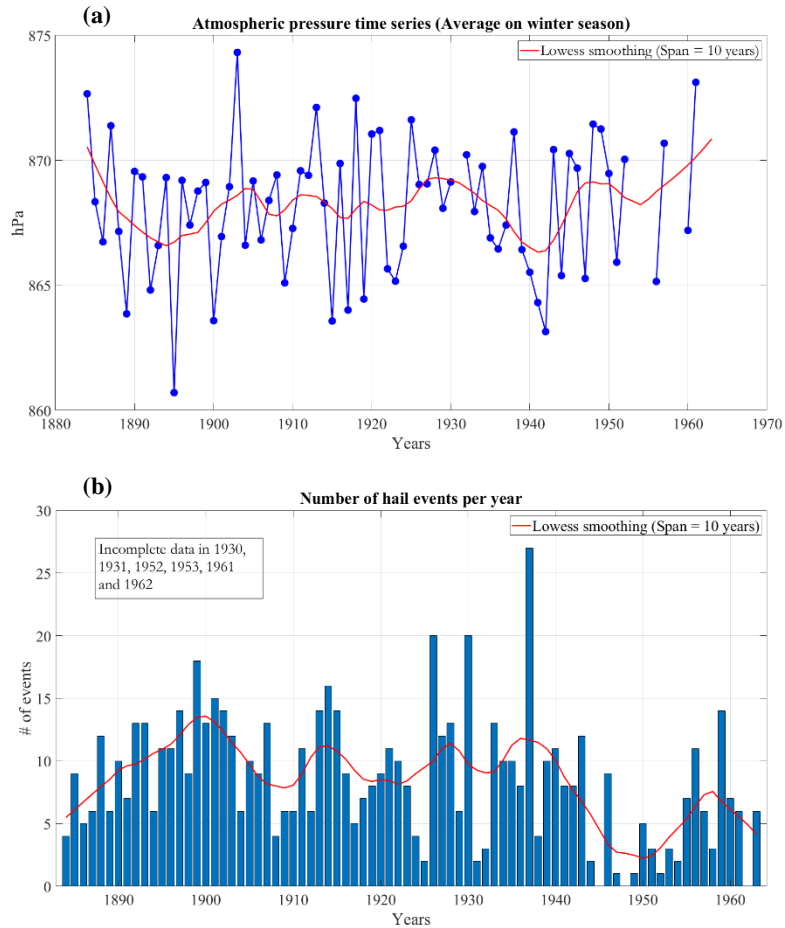 (a)
Atmospheric pressure time series (Average on winter season)
875
870
865
860
hPa
Lowess smoothing (Span = 10 years)
1880 1890 1900 1910 1920 1930 1940 1950 1960 1970
Years
(b)
Number of hail events per year
30
25
20
15
10
5
0
# of events
Lowess smoothing (Span = 10 years)
Incomplete data in 1930,
1931, 1952, 1953, 1961
and 1962
1890 1900 1910 1920 1930 1940 1950 1960
Years